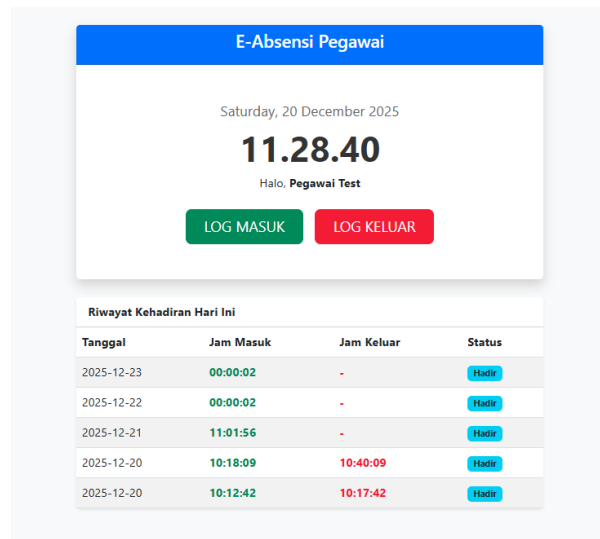 E-Absensi Pegawai
Saturday, 20 December 2025
11.28.40
Halo, Pegawai Test
LOG MASUK LOG KELUAR
Riwayat Kehadiran Hari Ini
Tanggal Jam Masuk Jam Keluar Status
2025-12-23 00:00:02 - Hadir
2025-12-22 00:00:02 - Hadir
2025-12-21 11:01:56 - Hadir
2025-12-20 10:18:09 10:40:09 Hadir
2025-12-20 10:12:42 10:17:42 Hadir